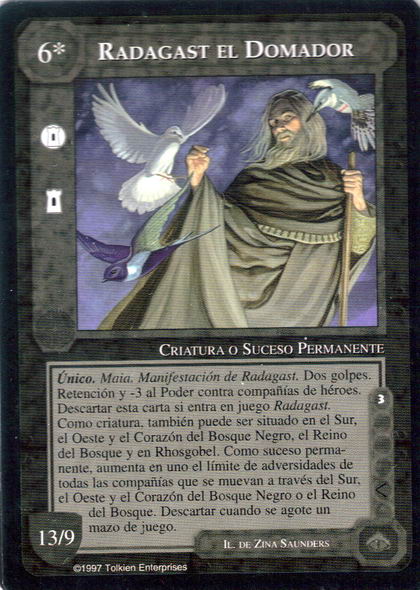 6*
RADAGAST EL DOMADOR
CRIATURA O SUCESO PERMANENTE
Único. Maia. Manifestación de Radagast. Dos golpes.
Retención y -3 al Poder contra compañías de héroes.
Descartar esta carta si entra en juego Radagast.
Como criatura, también puede ser situado en el Sur,
el Oeste y el Corazón del Bosque Negro, el Reino
del Bosque y en Rhosgobel. Como suceso perma-
nente, aumenta en uno el límite de adversidades de
todas las compañías que se muevan a través del Sur,
el Oeste y el Corazón del Bosque Negro o el Reino
del Bosque. Descartar cuando se agote un
mazo de juego.
3
13/9
IL. DE ZINA SAUNDERS
©1997 Tolkien Enterprises